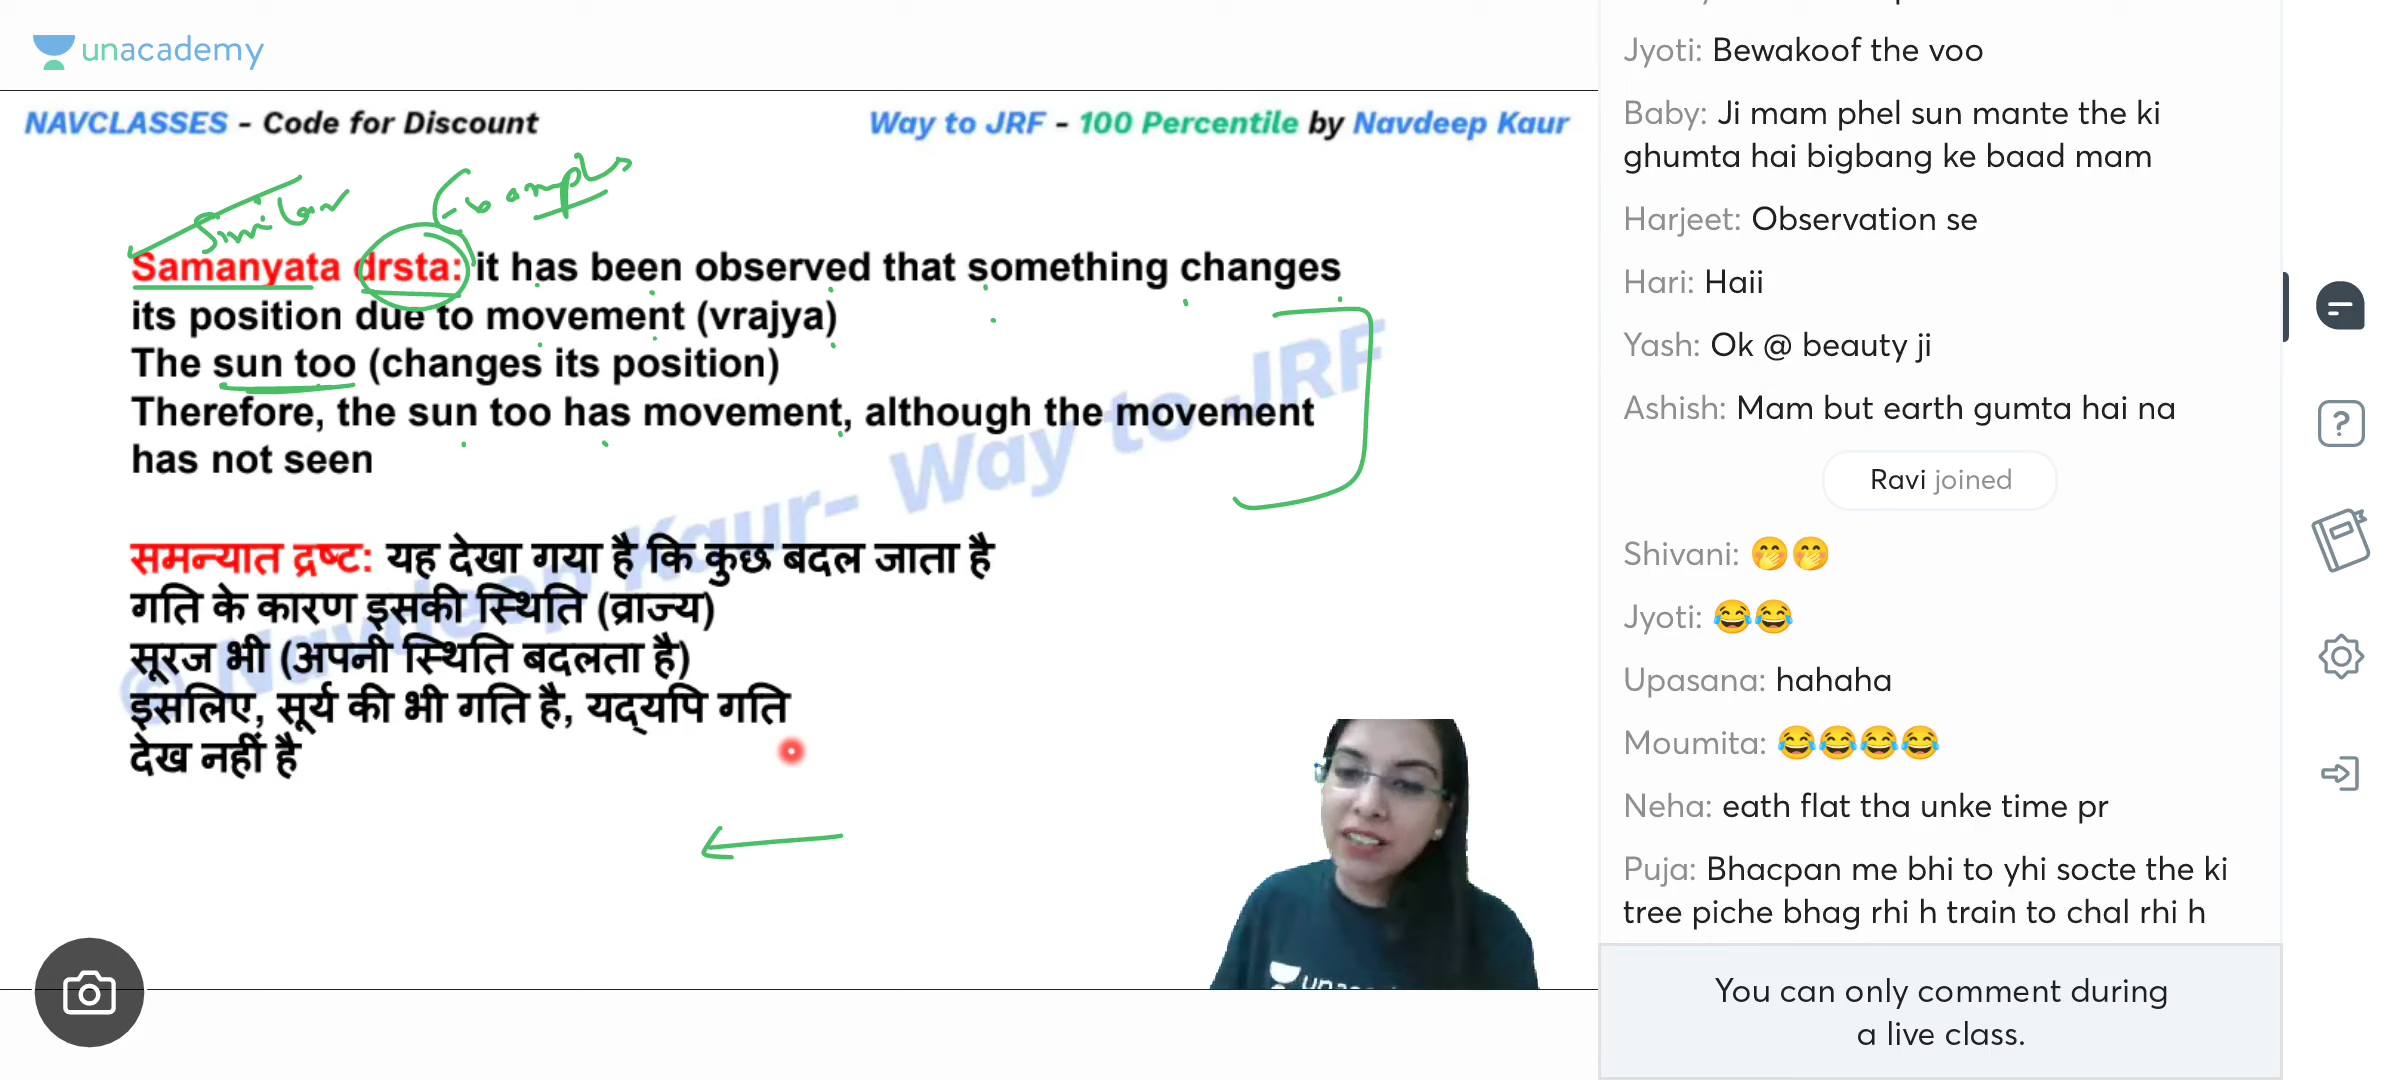 unacademy
NAVCLASSES - Code for Discount
Way to JRF - 100 Percentile by Navdeep Kaur
Similar
Example
Samanyata drsta: it has been observed that something changes
its position due to movement (vrajya)
The sun too (changes its position)
Therefore, the sun too has movement, although the movement
has not seen
समन्यात द्रष्ट: यह देखा गया है कि कुछ बदल जाता है
गति के कारण इसकी स्थिति (व्राज्य)
सूरज भी (अपनी स्थिति बदलता है)
इसलिए, सूर्य की भी गति है, यद्यपि गति
देख नहीं है
© Navdeep Kaur- Way to JRF
Jyoti: Bewakoof the voo
Baby: Ji mam phel sun mante the ki
ghumta hai bigbang ke baad mam
Harjeet: Observation se
Hari: Haii
Yash: Ok @ beauty ji
Ashish: Mam but earth gumta hai na
Ravi joined
Shivani: 🤭🤭
Jyoti: 😂😂
Upasana: hahaha
Moumita: 😂😂😂😂
Neha: eath flat tha unke time pr
Puja: Bhacpan me bhi to yhi socte the ki
tree piche bhag rhi h train to chal rhi h
You can only comment during
a live class.